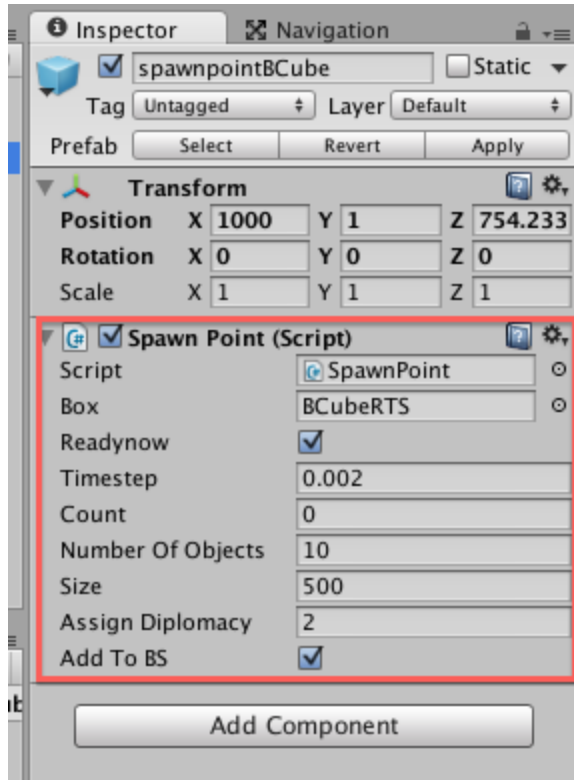 Inspector Navigation
spawnpointBCube Static
Tag Untagged Layer Default
Prefab Select Revert Apply
Transform
Position X 1000 Y 1 Z 754.233
Rotation X 0 Y 0 Z 0
Scale X 1 Y 1 Z 1
Spawn Point (Script)
Script SpawnPoint
Box BCubeRTS
Readynow
Timestep 0.002
Count 0
Number Of Objects 10
Size 500
Assign Diplomacy 2
Add To BS
Add Component